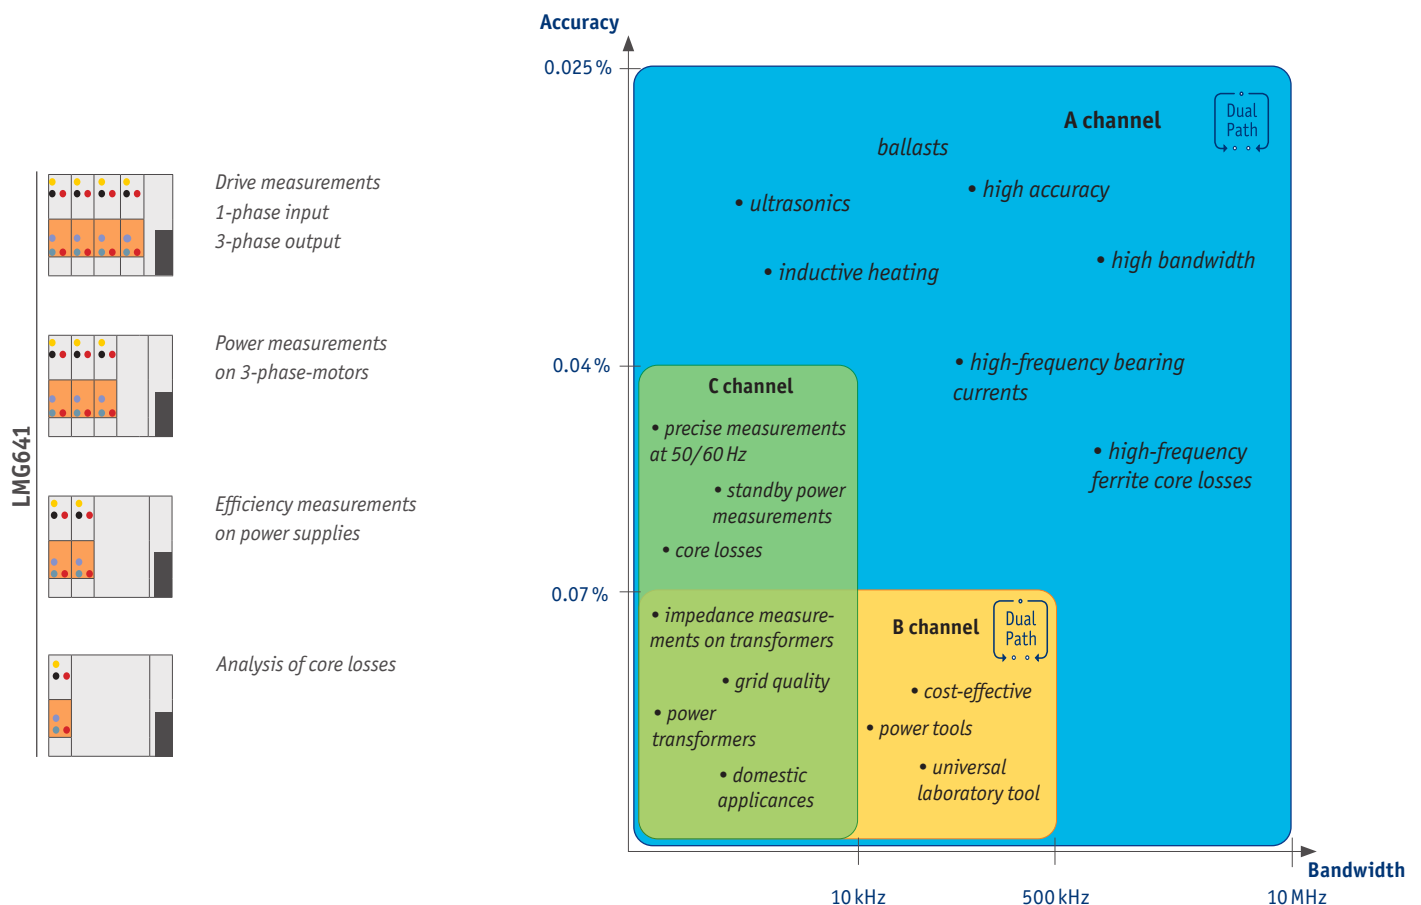 LMG641
Drive measurements
1-phase input
3-phase output
Power measurements
on 3-phase-motors
Efficiency measurements
on power supplies
Analysis of core losses
Accuracy
0.025 %
0.04 %
0.07 %
A channel
Dual
Path
ballasts
• high accuracy
• ultrasonics
• high bandwidth
• inductive heating
• high-frequency bearing
currents
• high-frequency
ferrite core losses
C channel
• precise measurements
at 50/60 Hz
• standby power
measurements
• core losses
• impedance measure-
ments on transformers
• grid quality
• power
transformers
• domestic
applicances
B channel
Dual
Path
• cost-effective
• power tools
• universal
laboratory tool
Bandwidth
10 kHz
500 kHz
10 MHz